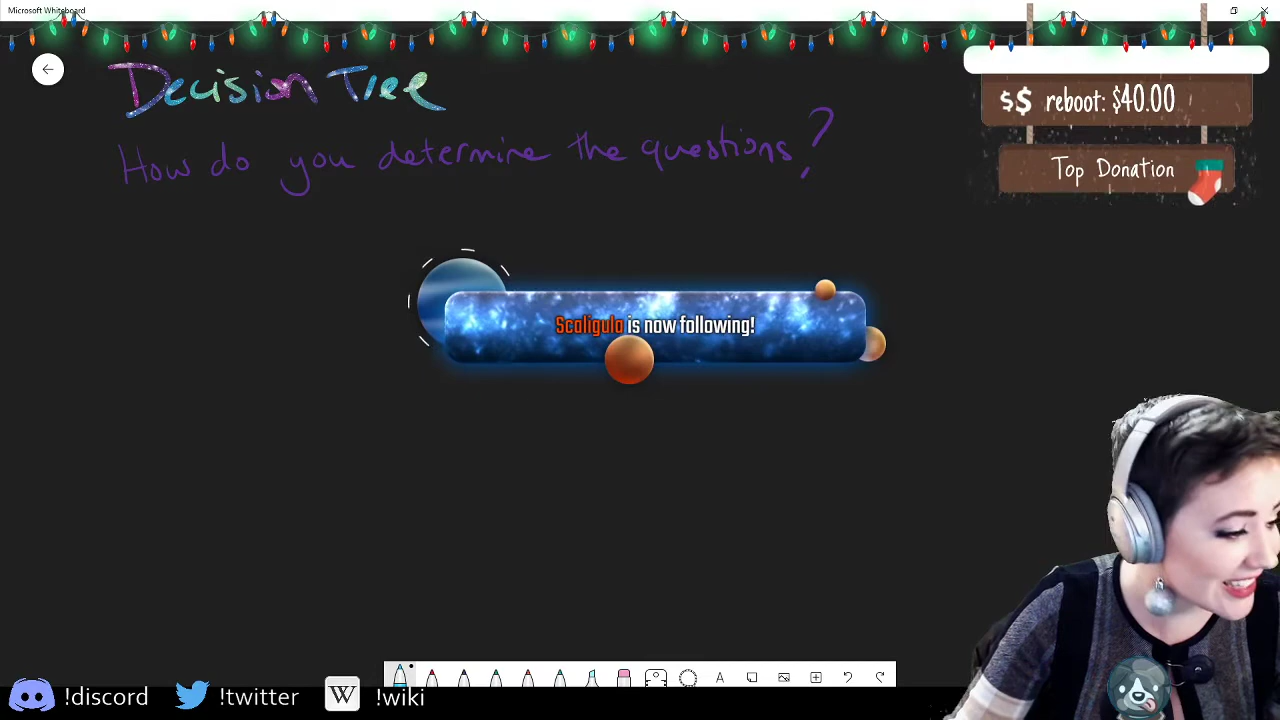 Microsoft Whiteboard
Decision Tree
How do you determine the questions?
$$ reboot: $40.00
Top Donation
Scaligula is now following!
A
!discord
!twitter
W !wiki